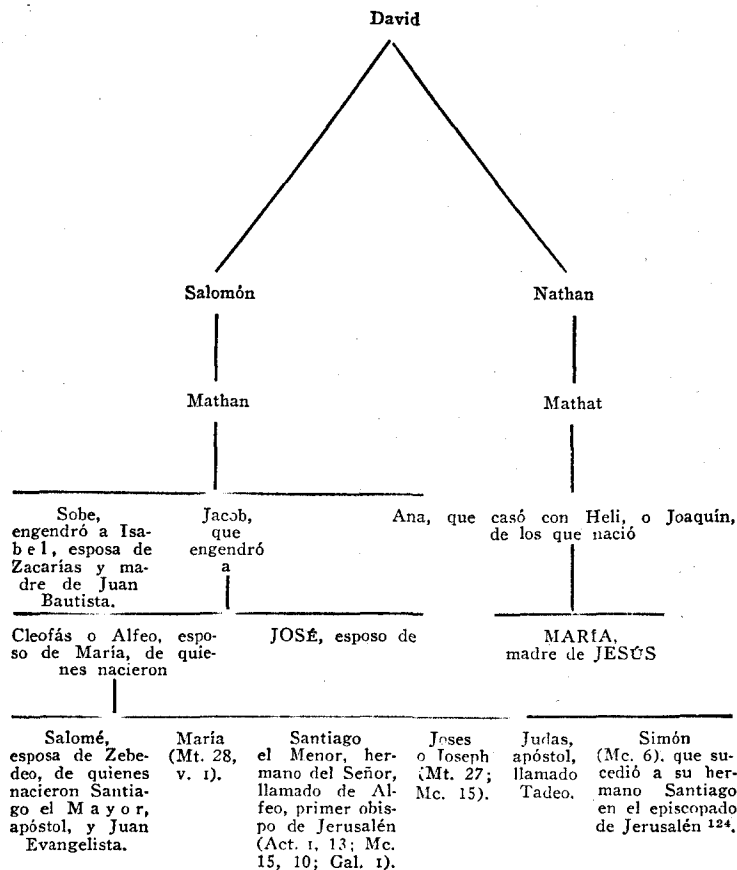 David
Salomón
Nathan
Mathan
Mathat
Sobe,
engendró a Isa-
bel, esposa de
Zacarías y ma-
dre de Juan
Bautista.
Jacob,
que
engendró
a
Ana, que casó con Heli, o Joaquín,
de los que nació
Cleofás o Alfeo, espo-
so de María, de quie-
nes nacieron
JOSÉ, esposo de
MARÍA,
madre de JESÚS
Salomé,
esposa de Zebe-
deo, de quienes
nacieron Santia-
go el Mayor,
apóstol, y Juan
Evangelista.
María
(Mt. 28,
v. 1).
Santiago
el Menor, her-
mano del Señor,
llamado de Al-
feo, primer obis-
po de Jerusalén
(Act. 1, 13; Mc.
15, 10; Gal. 1).
Joses
o Joseph
(Mt. 27;
Mc. 15).
Judas,
apóstol,
llamado
Tadeo.
Simón
(Mc. 6). que su-
cedió a su her-
mano Santiago
en el episcopado
de Jerusalén 124.